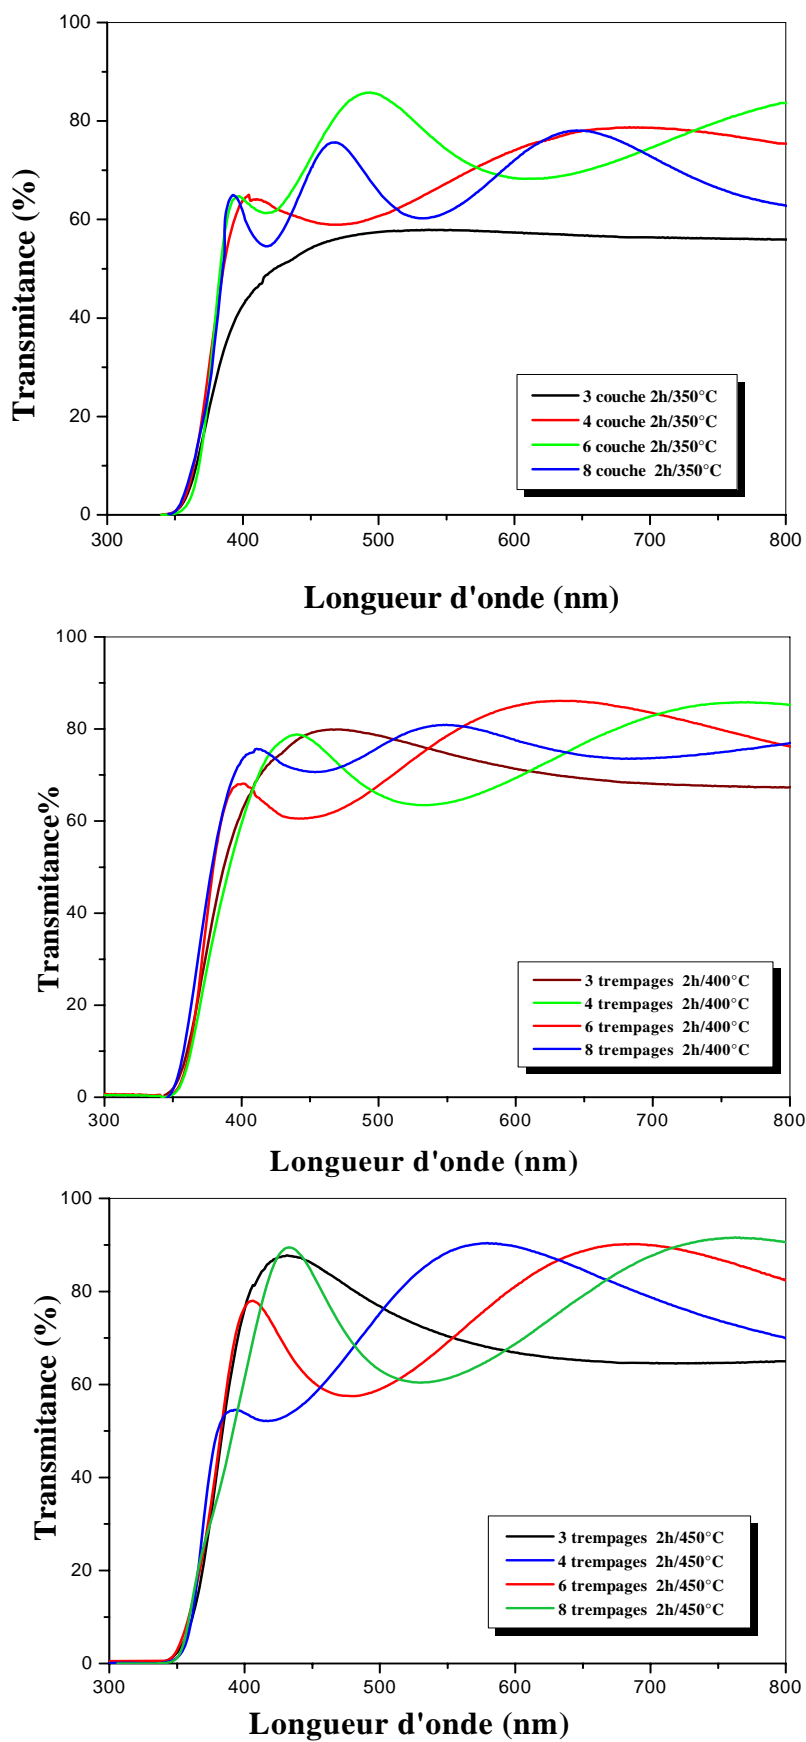 100
80
60
40
20
0
Transmitance (%)
3 couche 2h/350°C
4 couche 2h/350°C
6 couche 2h/350°C
8 couche 2h/350°C
300 400 500 600 700 800
Longueur d'onde (nm)
100
80
60
40
20
0
Transmitance%
3 trempages 2h/400°C
4 trempages 2h/400°C
6 trempages 2h/400°C
8 trempages 2h/400°C
300 400 500 600 700 800
Longueur d'onde (nm)
100
80
60
40
20
0
Transmitance (%)
3 trempages 2h/450°C
4 trempages 2h/450°C
6 trempages 2h/450°C
8 trempages 2h/450°C
300 400 500 600 700 800
Longueur d'onde (nm)